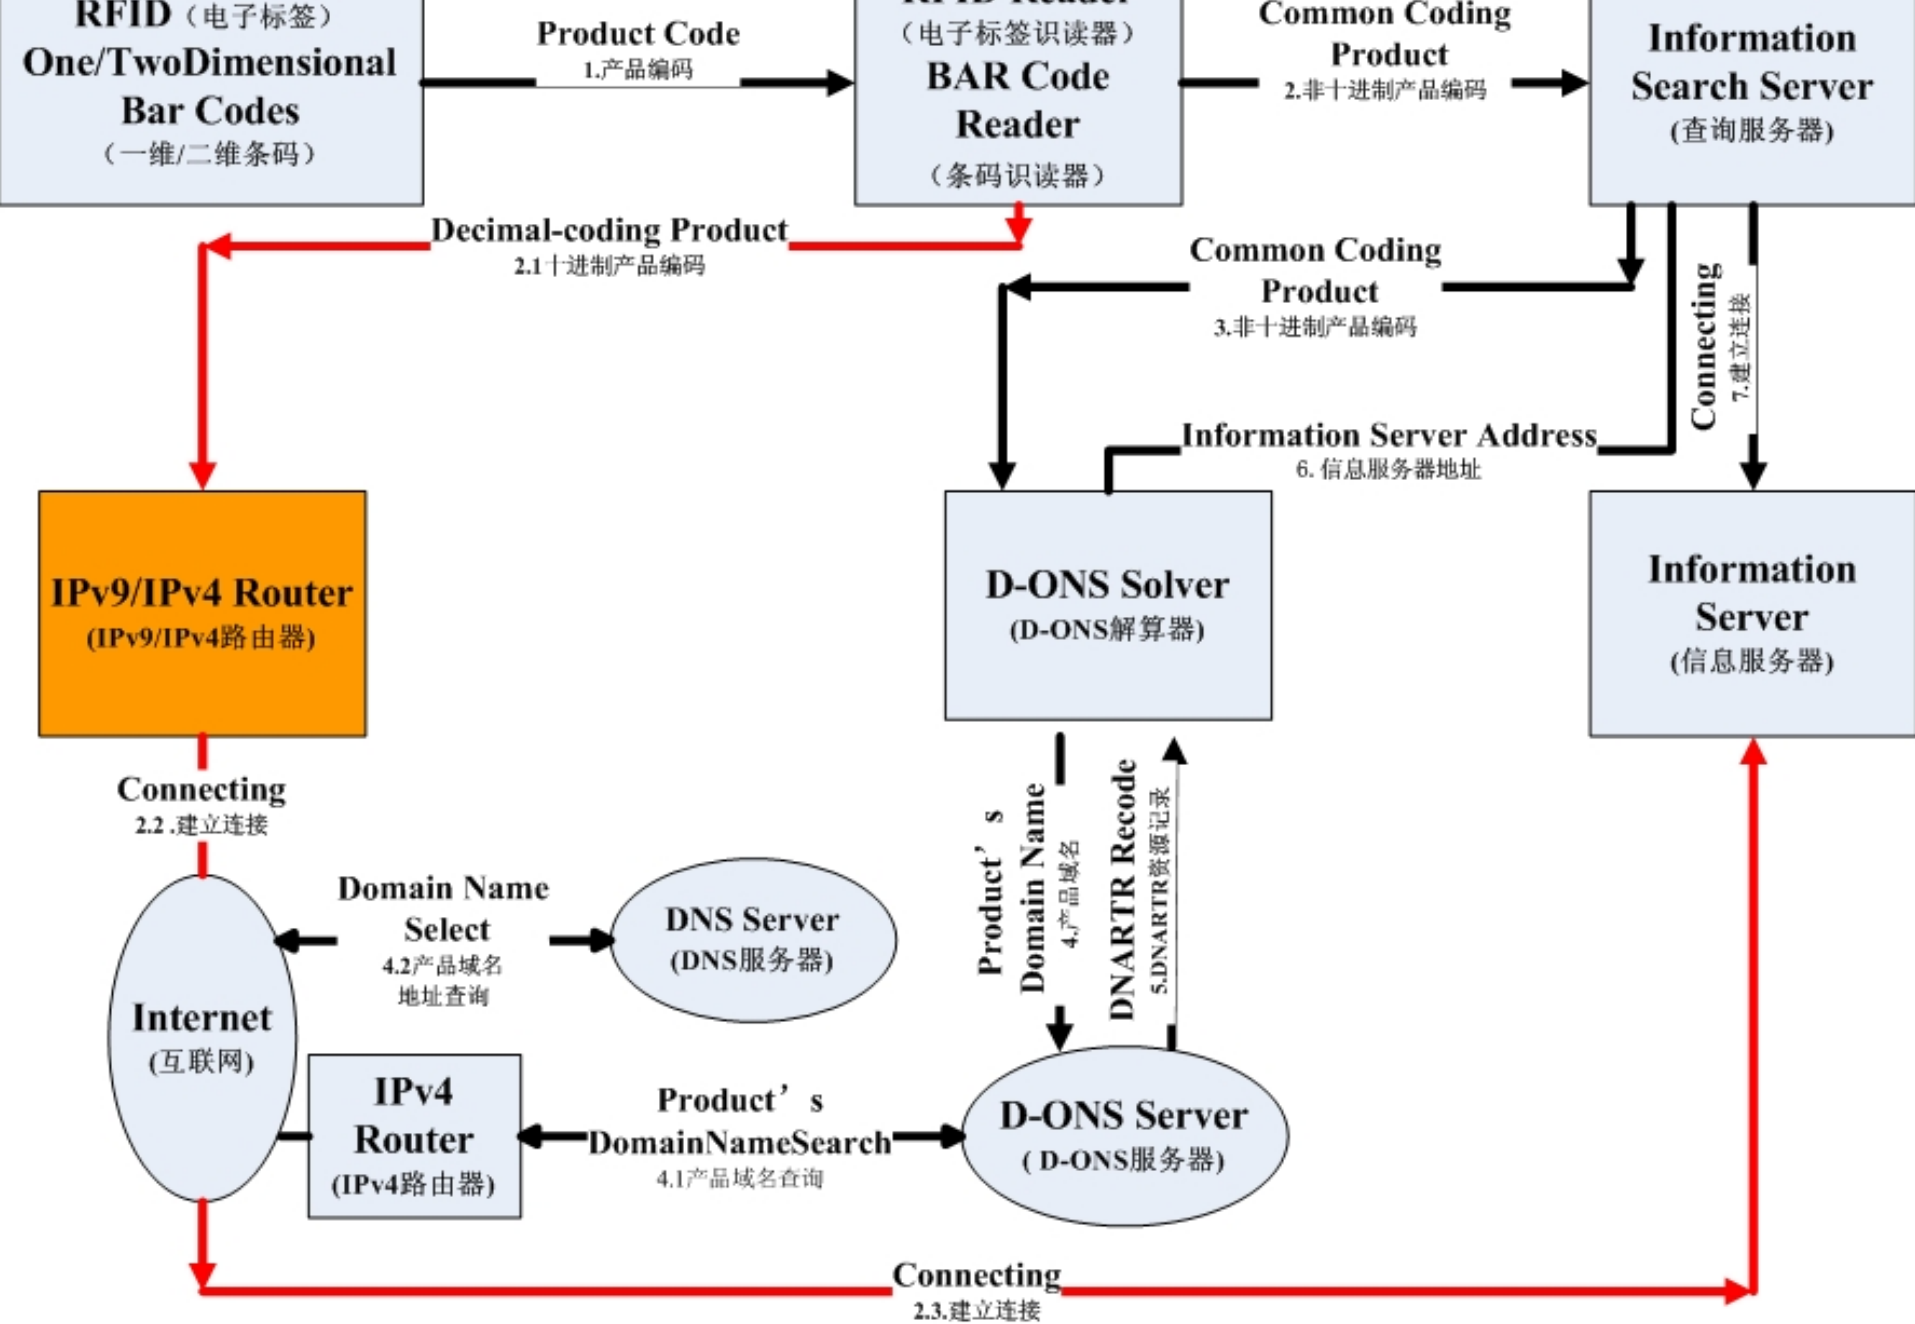 RFID（电子标签）
One/TwoDimensional
Bar Codes
（一维/二维条码）
Product Code
1.产品编码
RFID Reader
（电子标签识读器）
BAR Code
Reader
（条码识读器）
Common Coding
Product
2.非十进制产品编码
Information
Search Server
(查询服务器)
Decimal-coding Product
2.1十进制产品编码
Common Coding
Product
3.非十进制产品编码
Connecting
7.建立连接
Information Server Address
6. 信息服务器地址
IPv9/IPv4 Router
(IPv9/IPv4路由器)
D-ONS Solver
(D-ONS解算器)
Information
Server
(信息服务器)
Connecting
2.2 .建立连接
Product’s
Domain Name
4.产品域名
DNARTR Recode
5.DNARTR资源记录
Domain Name
Select
4.2产品域名
地址查询
DNS Server
(DNS服务器)
Internet
(互联网)
IPv4
Router
(IPv4路由器)
Product’s
DomainNameSearch
4.1产品域名查询
D-ONS Server
( D-ONS服务器)
Connecting
2.3.建立连接